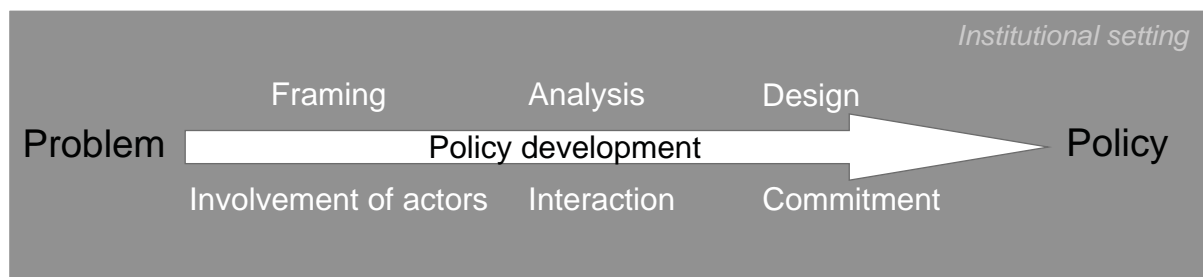 Institutional setting
Framing Analysis Design
Problem Policy development Policy
Involvement of actors Interaction Commitment